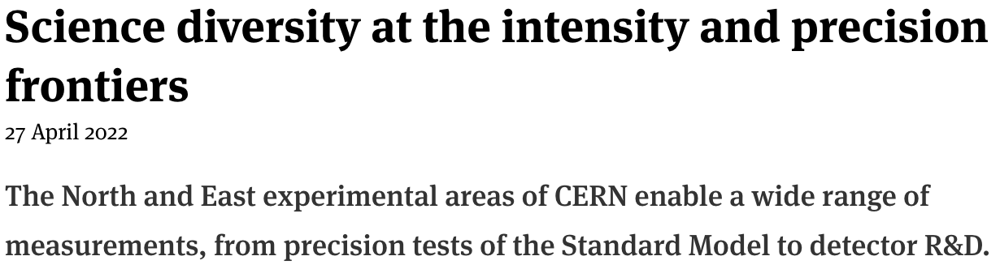 Science diversity at the intensity and precision
frontiers
27 April 2022
The North and East experimental areas of CERN enable a wide range of
measurements, from precision tests of the Standard Model to detector R&D.